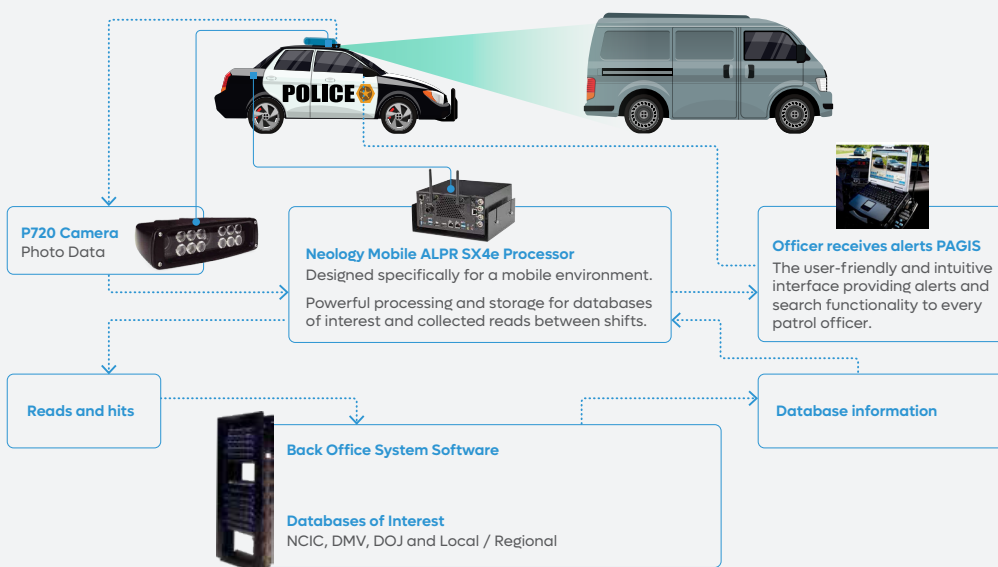 POLICE
P720 Camera
Photo Data
Neology Mobile ALPR SX4e Processor
Designed specifically for a mobile environment.
Powerful processing and storage for databases
of interest and collected reads between shifts.
Officer receives alerts PAGIS
The user-friendly and intuitive
interface providing alerts and
search functionality to every
patrol officer.
Reads and hits
Back Office System Software
Databases of Interest
NCIC, DMV, DOJ and Local / Regional
Database information